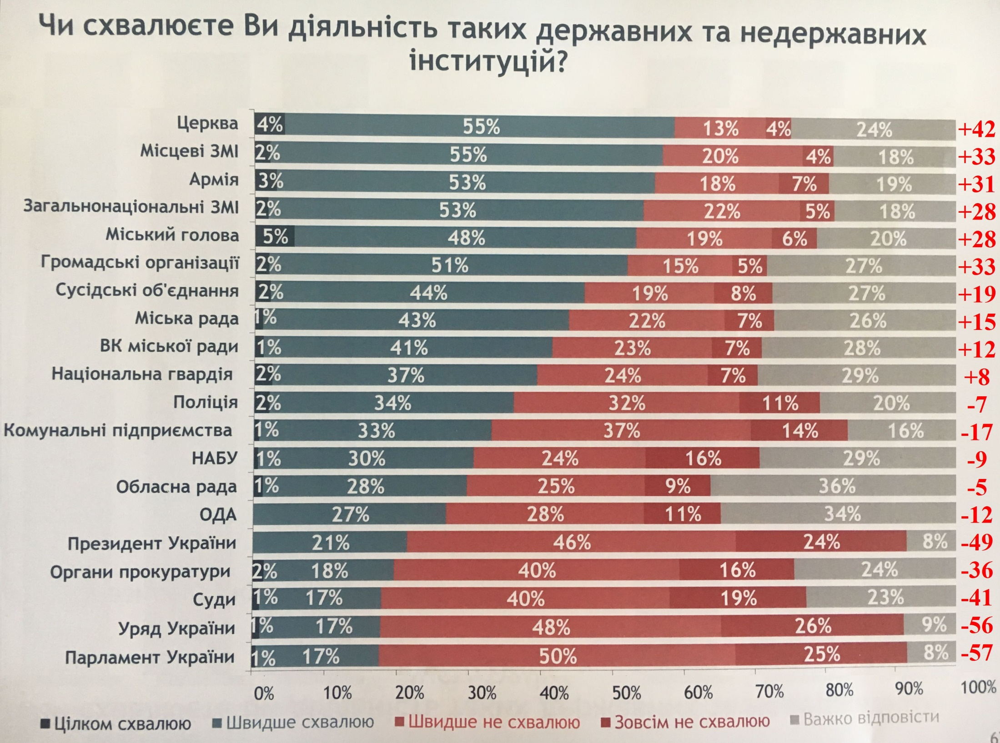 Чи схвалюєте Ви діяльність таких державних та недержавних
інституцій?
Церква 4% 55% 13% 4% 24% +42
Місцеві ЗМІ 2% 55% 20% 4% 18% +33
Армія 3% 53% 18% 7% 19% +31
Загальнонаціональні ЗМІ 2% 53% 22% 5% 18% +28
Міський голова 5% 48% 19% 6% 20% +28
Громадські організації 2% 51% 15% 5% 27% +33
Сусідські об'єднання 2% 44% 19% 8% 27% +19
Міська рада 1% 43% 22% 7% 26% +15
ВК міської ради 1% 41% 23% 7% 28% +12
Національна гвардія 2% 37% 24% 7% 29% +8
Поліція 2% 34% 32% 11% 20% -7
Комунальні підприємства 1% 33% 37% 14% 16% -17
НАБУ 1% 30% 24% 16% 29% -9
Обласна рада 1% 28% 25% 9% 36% -5
ОДА 27% 28% 11% 34% -12
Президент України 21% 46% 24% 8% -49
Органи прокуратури 2% 18% 40% 16% 24% -36
Суди 1% 17% 40% 19% 23% -41
Уряд України 1% 17% 48% 26% 9% -56
Парламент України 1% 17% 50% 25% 8% -57
0% 10% 20% 30% 40% 50% 60% 70% 80% 90% 100%
Цілком схвалюю Швидше схвалюю Швидше не схвалюю Зовсім не схвалюю Важко відповісти